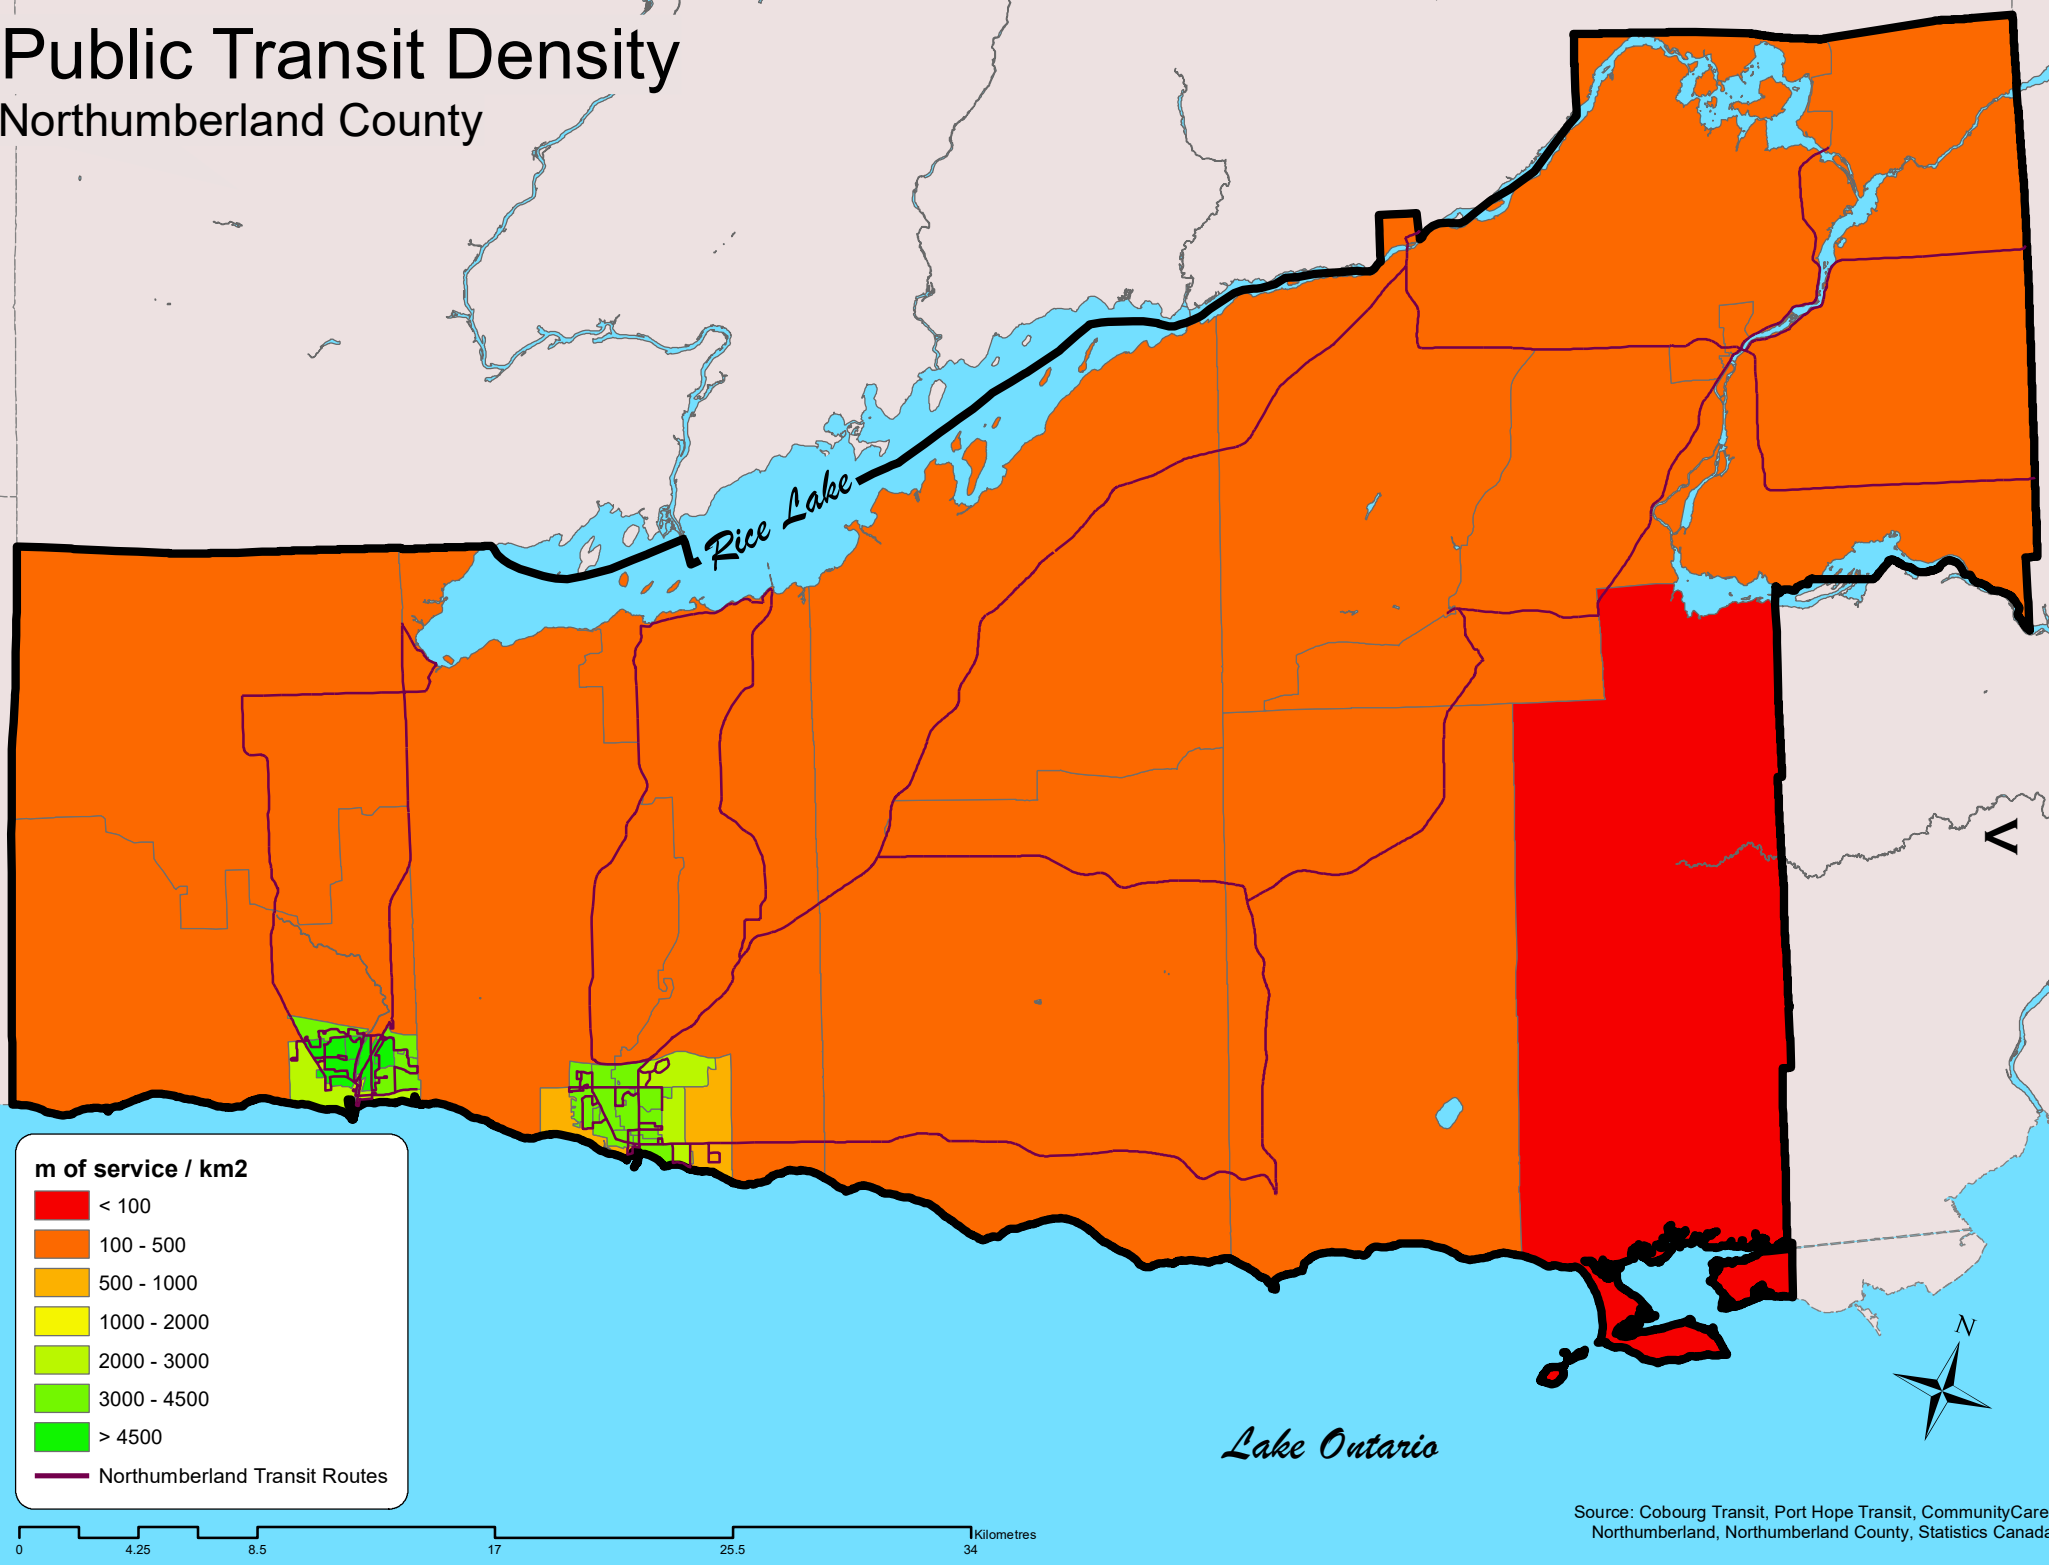 Public Transit Density
Northumberland County
Rice Lake
V
m of service / km2
< 100
100 - 500
500 - 1000
1000 - 2000
2000 - 3000
3000 - 4500
> 4500
Northumberland Transit Routes
N
Lake Ontario
Source: Cobourg Transit, Port Hope Transit, CommunityCare
Northumberland, Northumberland County, Statistics Canada
Kilometres
0 4.25 8.5 17 25.5 34